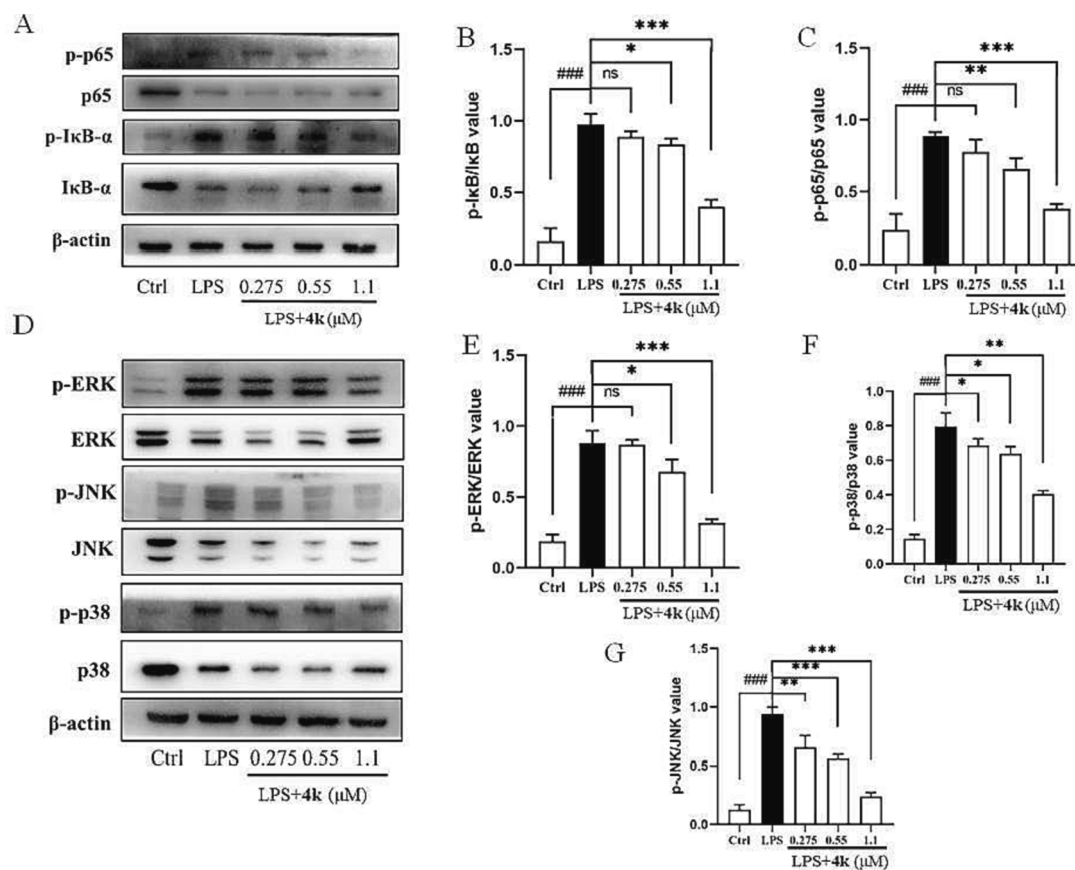 A
p-p65
p65
p-IκB-α
IκB-α
β-actin
Ctrl LPS 0.275 0.55 1.1
LPS+4k (μM)
B
p-IκB/IκB value
1.5
1.0
0.5
0.0
###
ns
*
***
Ctrl LPS 0.275 0.55 1.1
LPS+4k (μM)
C
p-p65/p65 value
1.5
1.0
0.5
0.0
###
ns
**
***
Ctrl LPS 0.275 0.55 1.1
LPS+4k (μM)
D
p-ERK
ERK
p-JNK
JNK
p-p38
p38
β-actin
Ctrl LPS 0.275 0.55 1.1
LPS+4k (μM)
E
p-ERK/ERK value
1.5
1.0
0.5
0.0
###
ns
*
***
Ctrl LPS 0.275 0.55 1.1
LPS+4k (μM)
F
p-p38/p38 value
1.0
0.8
0.6
0.4
0.2
0.0
###
*
*
**
Ctrl LPS 0.275 0.55 1.1
LPS+4k (μM)
G
p-JNK/JNK value
1.5
1.0
0.5
0.0
###
**
***
***
Ctrl LPS 0.275 0.55 1.1
LPS+4k (μM)